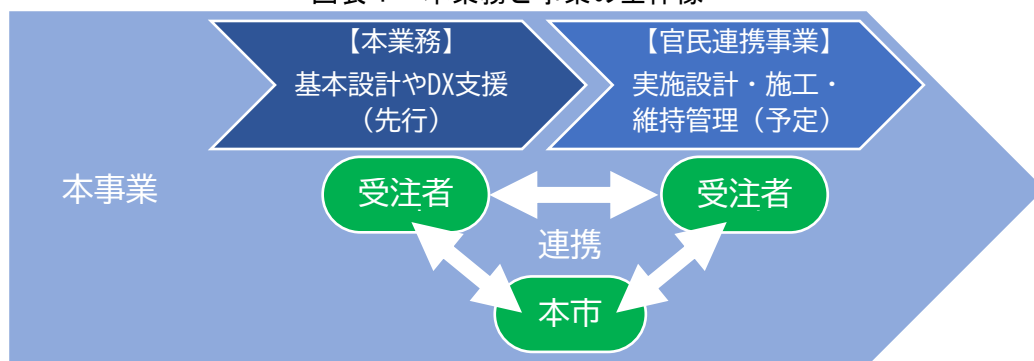 【本業務】
基本設計やDX支援
（先行）
【官民連携事業】
実施設計・施工・
維持管理（予定）
本事業
受注者
受注者
連携
本市